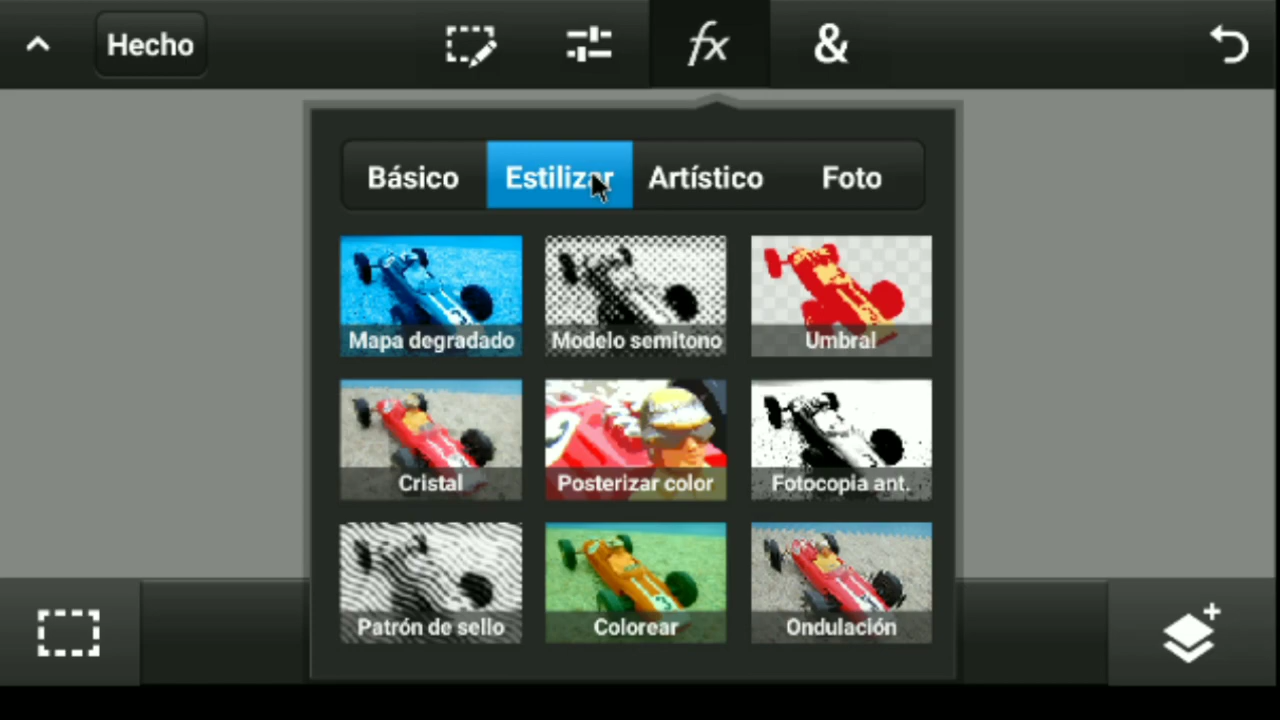 Hecho
fx
&
Básico
Estilizar
Artístico
Foto
Mapa degradado
Modelo semitono
Umbral
Cristal
Posterizar color
Fotocopia ant.
Patrón de sello
Colorear
Ondulación